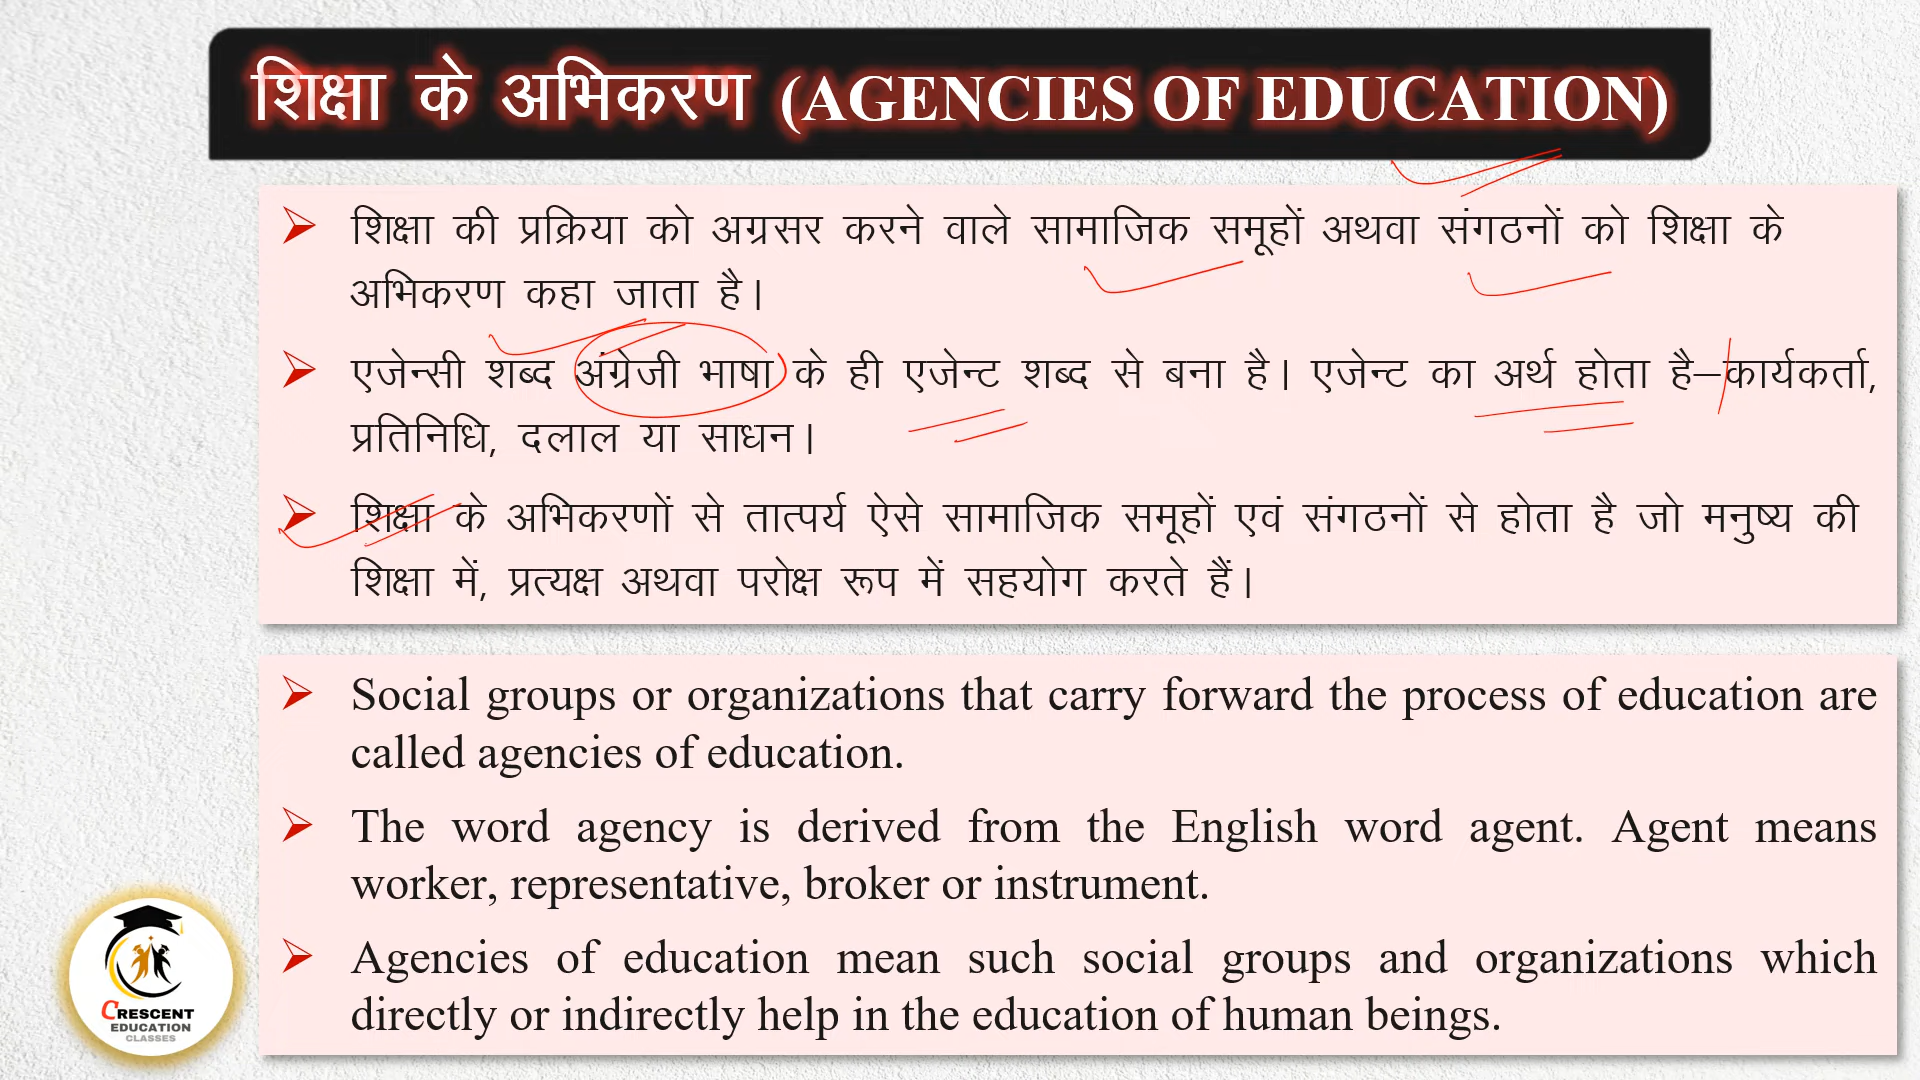 शिक्षा के अभिकरण (AGENCIES OF EDUCATION)
शिक्षा की प्रक्रिया को अग्रसर करने वाले सामाजिक समूहों अथवा संगठनों को शिक्षा के
अभिकरण कहा जाता है।
एजेन्सी शब्द अंग्रेजी भाषा के ही एजेन्ट शब्द से बना है। एजेन्ट का अर्थ होता है–कार्यकर्ता,
प्रतिनिधि, दलाल या साधन।
शिक्षा के अभिकरणों से तात्पर्य ऐसे सामाजिक समूहों एवं संगठनों से होता है जो मनुष्य की
शिक्षा में, प्रत्यक्ष अथवा परोक्ष रूप में सहयोग करते हैं।
Social groups or organizations that carry forward the process of education are
called agencies of education.
The word agency is derived from the English word agent. Agent means
worker, representative, broker or instrument.
Agencies of education mean such social groups and organizations which
directly or indirectly help in the education of human beings.
CRESCENT
EDUCATION
CLASSES